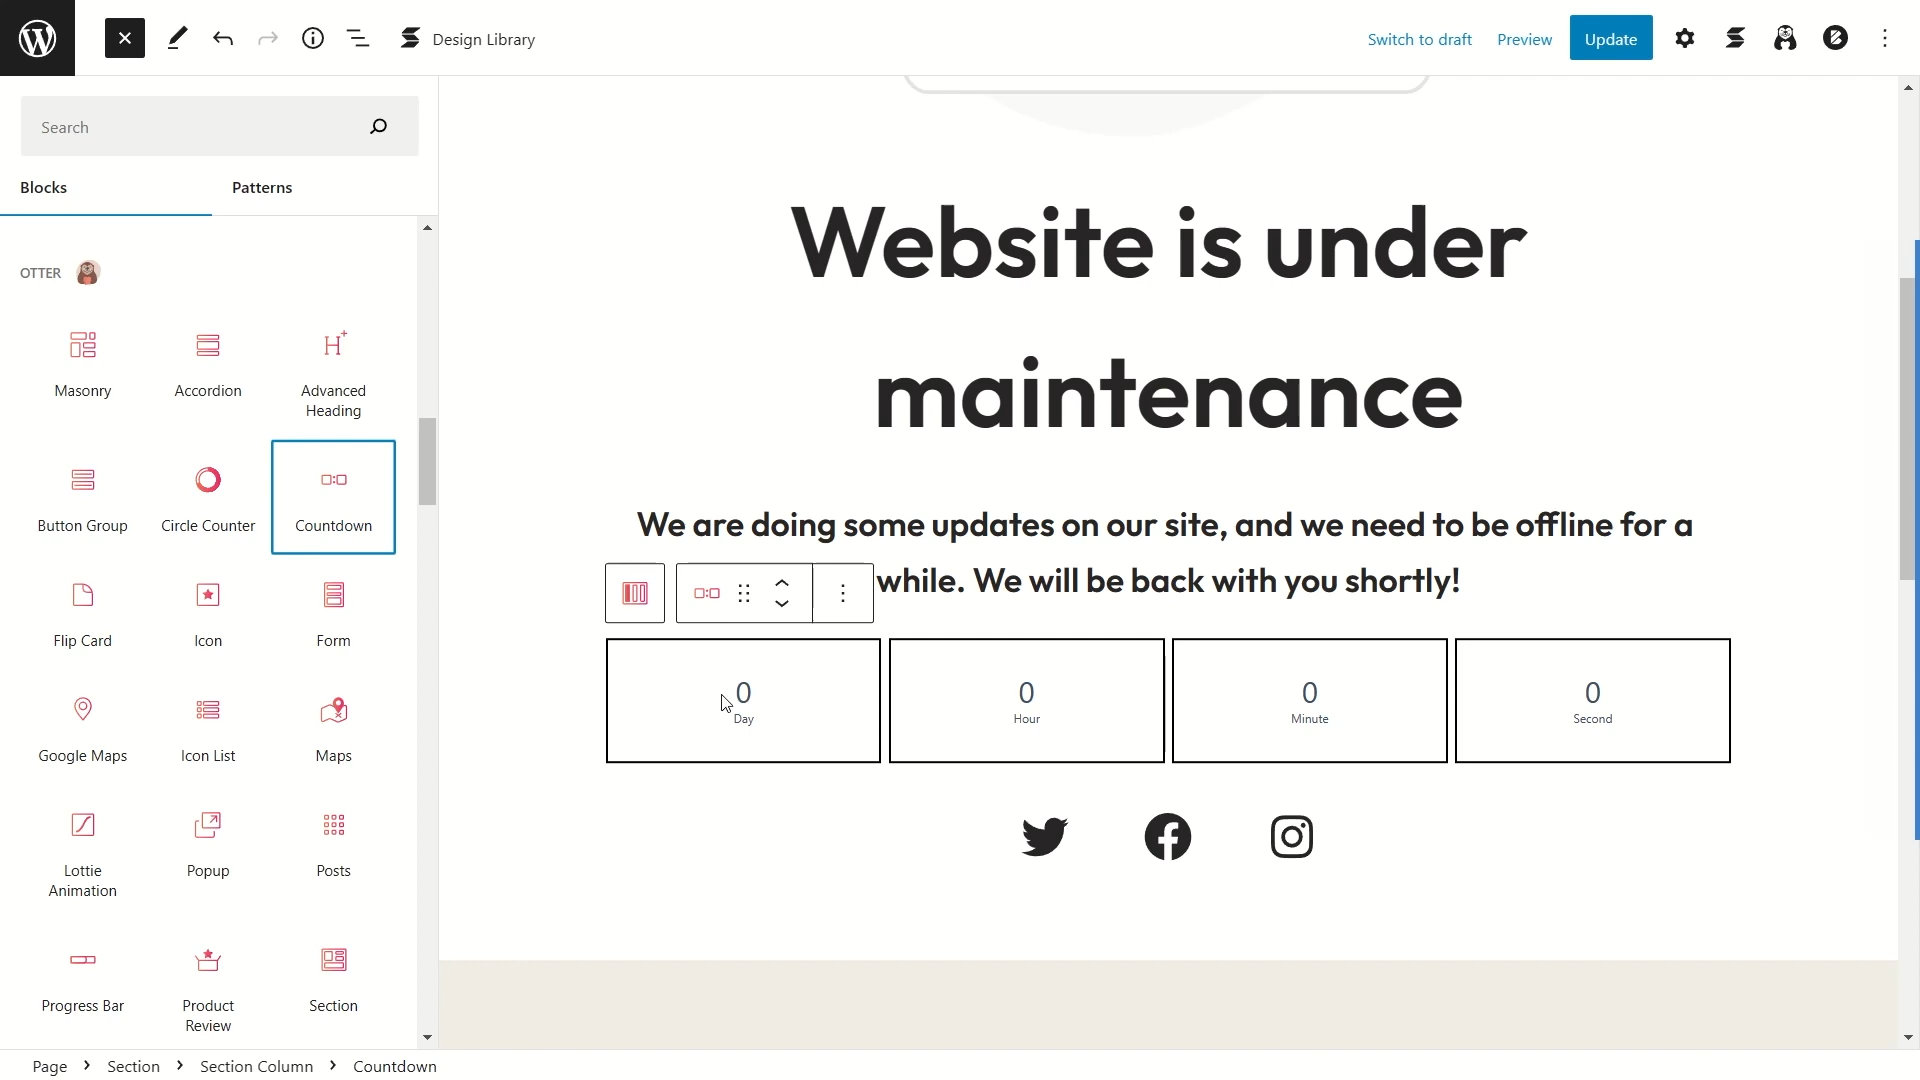 Design Library
Switch to draft
Preview
Update
Search
Blocks
Patterns
OTTER
Masonry
Accordion
Advanced
Heading
Button Group
Circle Counter
Countdown
Flip Card
Icon
Form
Google Maps
Icon List
Maps
Lottie
Animation
Popup
Posts
Progress Bar
Product
Review
Section
Website is under
maintenance
We are doing some updates on our site, and we need to be offline for a
while. We will be back with you shortly!
0
Day
0
Hour
0
Minute
0
Second
Page
Section
Section Column
Countdown